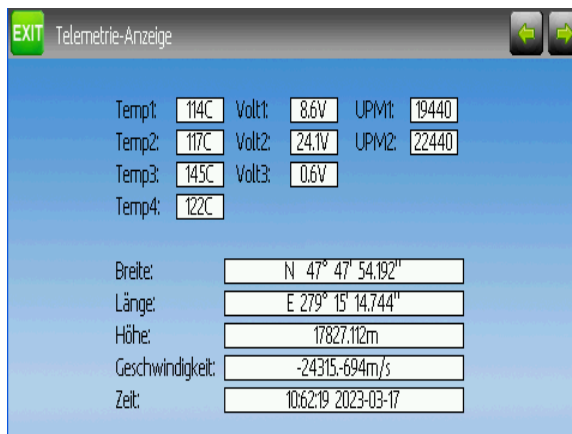 EXIT Telemetrie-Anzeige
Temp1: 114C Volt1: 8.6V UPM1: 19440
Temp2: 117C Volt2: 24.1V UPM2: 22440
Temp3: 145C Volt3: 0.6V
Temp4: 122C
Breite: N 47° 47' 54.192"
Länge: E 279° 15' 14.744"
Höhe: 17827.112m
Geschwindigkeit: -24315.-694m/s
Zeit: 10:62:19 2023-03-17